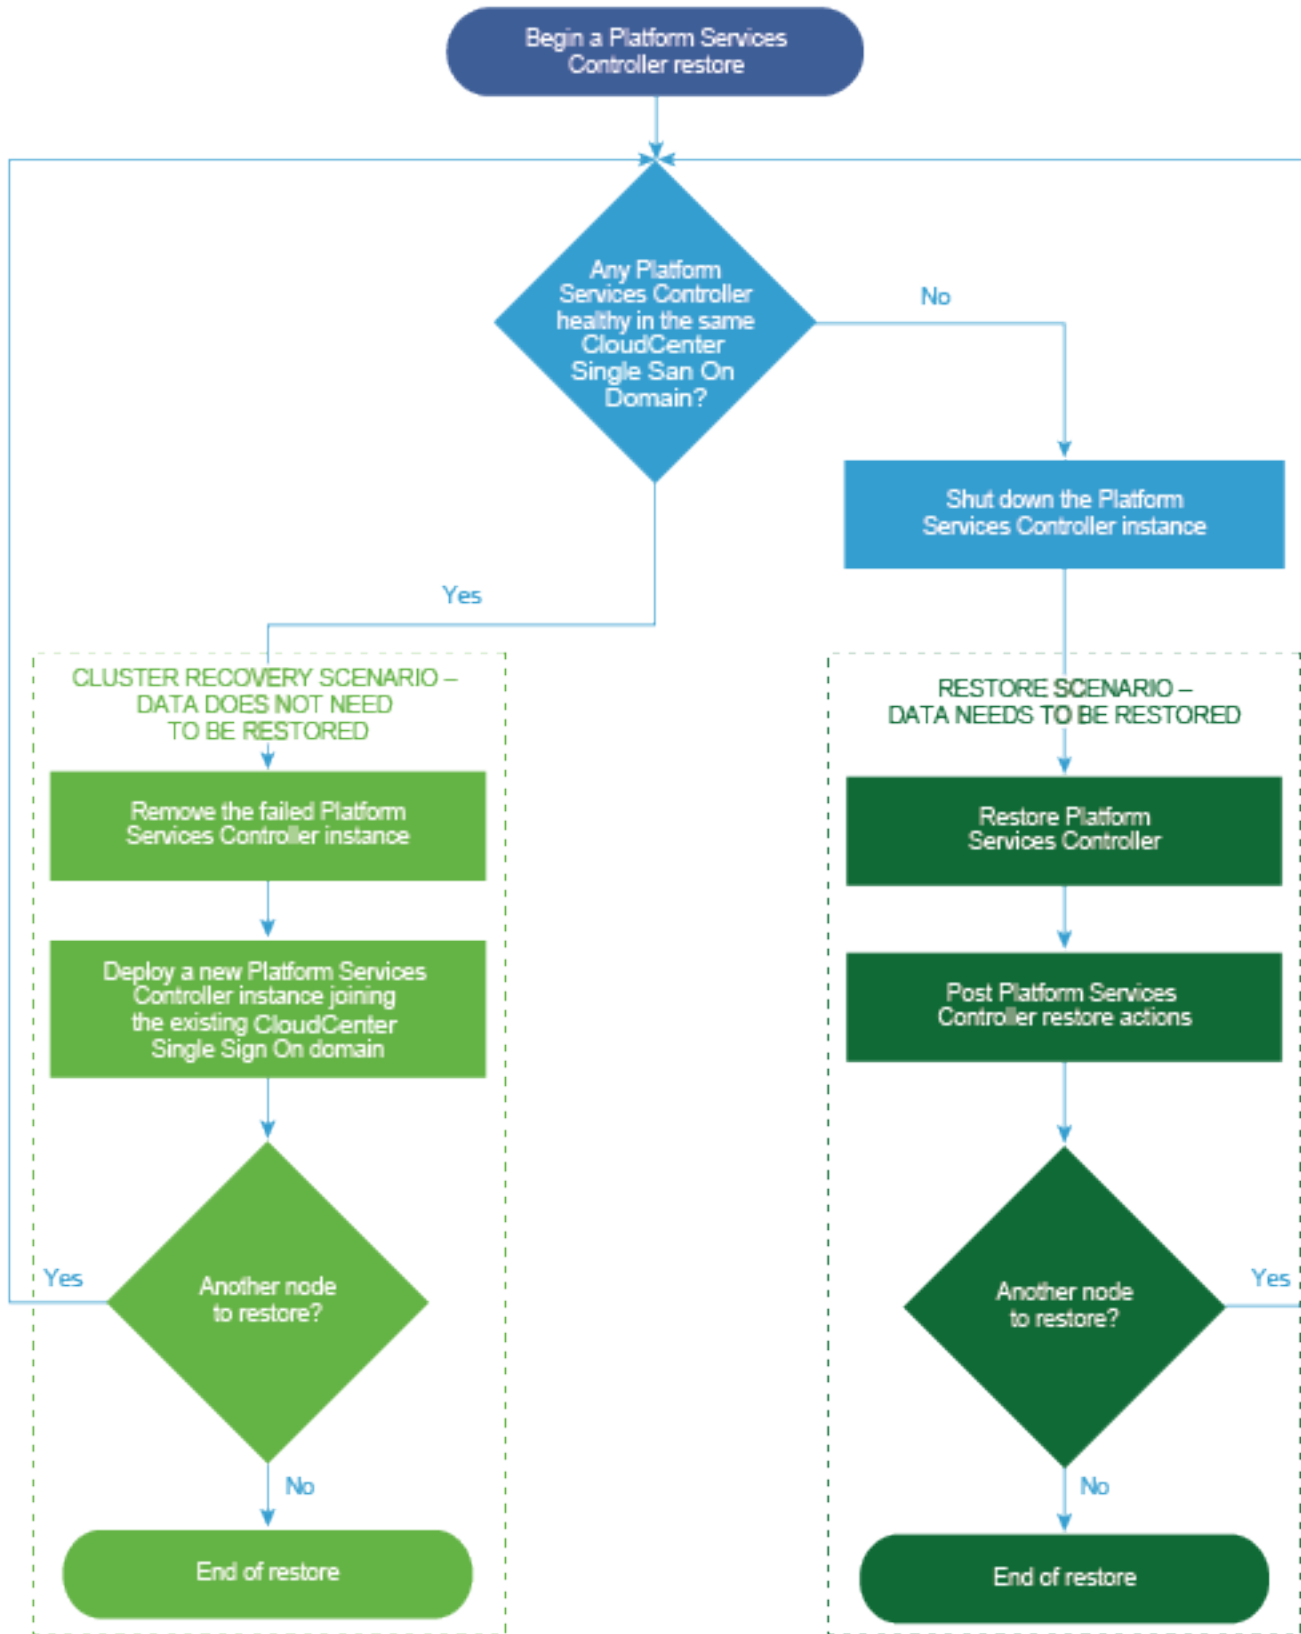 Begin a Platform Services
Controller restore
Any Platform
Services Controller
healthy in the same
CloudCenter
Single San On
Domain?
No
Shut down the Platform
Services Controller instance
Yes
CLUSTER RECOVERY SCENARIO –
DATA DOES NOT NEED
TO BE RESTORED
Remove the failed Platform
Services Controller instance
Deploy a new Platform Services
Controller instance joining
the existing CloudCenter
Single Sign On domain
Another node
to restore?
Yes
No
End of restore
RESTORE SCENARIO –
DATA NEEDS TO BE RESTORED
Restore Platform
Services Controller
Post Platform Services
Controller restore actions
Another node
to restore?
Yes
No
End of restore